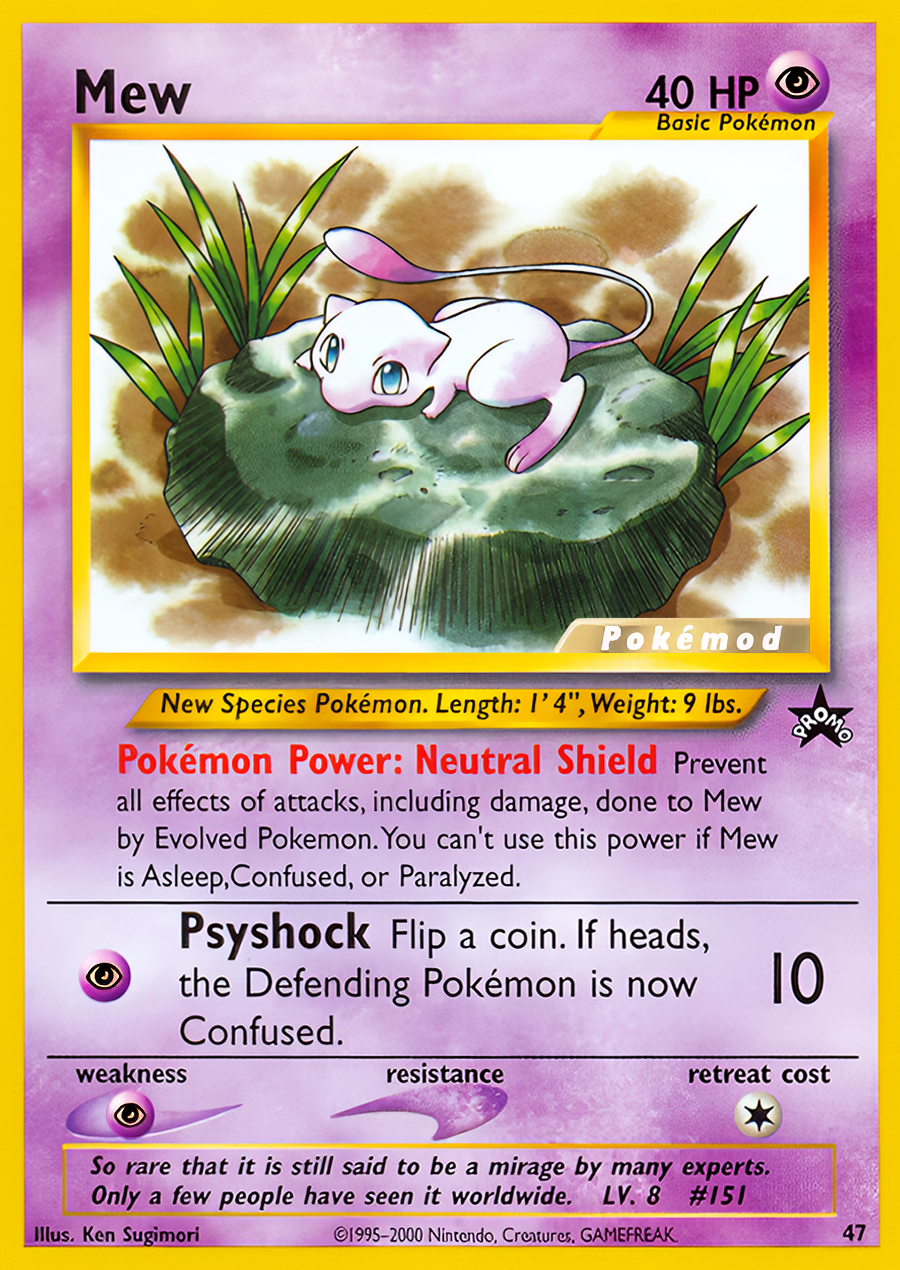 Mew
40 HP
Basic Pokémon
Pokémod
New Species Pokémon. Length: 1' 4", Weight: 9 lbs.
PROMO
Pokémon Power: Neutral Shield Prevent
all effects of attacks, including damage, done to Mew
by Evolved Pokemon. You can't use this power if Mew
is Asleep,Confused, or Paralyzed.
Psyshock Flip a coin. If heads,
the Defending Pokémon is now
Confused.
10
weakness
resistance
retreat cost
So rare that it is still said to be a mirage by many experts.
Only a few people have seen it worldwide. LV. 8 #151
Illus. Ken Sugimori
©1995-2000 Nintendo, Creatures, GAMEFREAK.
47